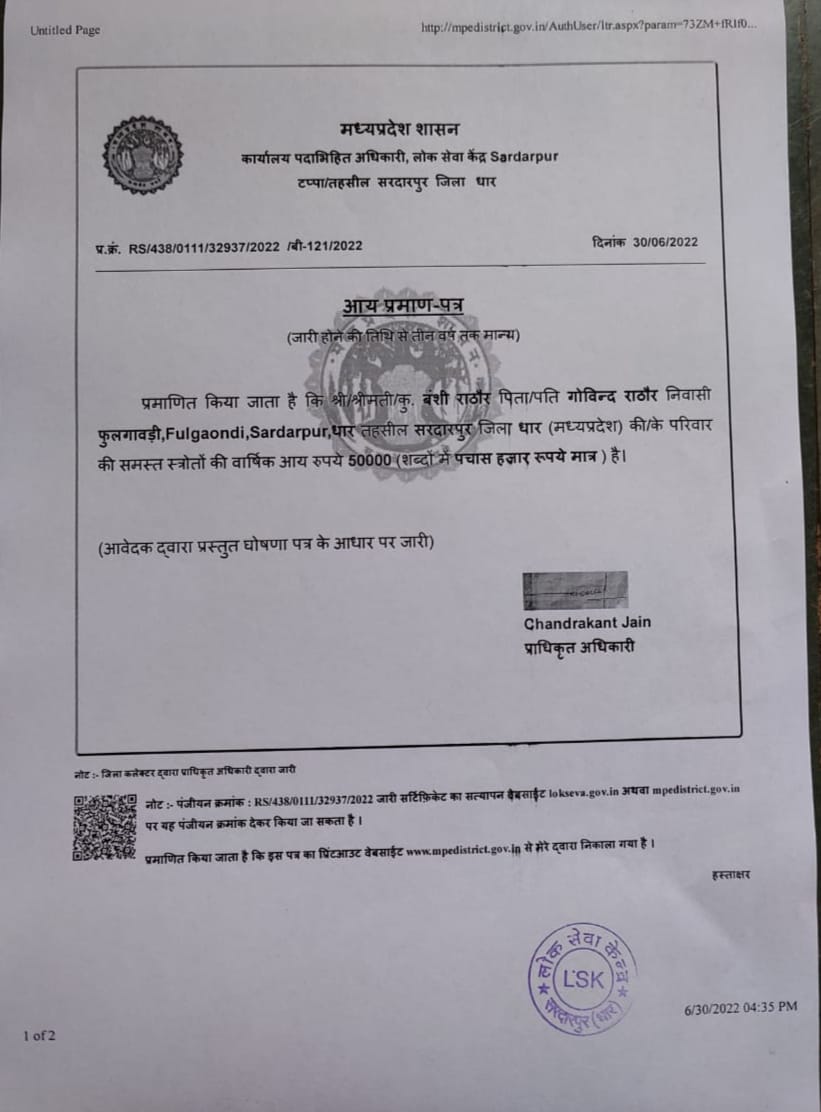 Untitled Page
http://mpedistrict.gov.in/AuthUser/ltr.aspx?param=73ZM+fRIf0...
मध्यप्रदेश शासन
कार्यालय पदाभिहित अधिकारी, लोक सेवा केंद्र Sardarpur
टप्पा/तहसील सरदारपुर जिला धार
प्र.क्रं. RS/438/0111/32937/2022 /बी-121/2022
दिनांक 30/06/2022
आय प्रमाण-पत्र
(जारी होने की तिथि से तीन वर्ष तक मान्य)
प्रमाणित किया जाता है कि श्री/श्रीमती/कु. बंशी राठौर पिता/पति गोविन्द राठौर निवासी
फुलगावड़ी,Fulgaondi,Sardarpur,धार तहसील सरदारपुर जिला धार (मध्यप्रदेश) की/के परिवार
की समस्त स्त्रोतों की वार्षिक आय रुपये 50000 (शब्दों में पचास हज़ार रूपये मात्र ) है।
(आवेदक द्वारा प्रस्तुत घोषणा पत्र के आधार पर जारी)
Chandrakant Jain
प्राधिकृत अधिकारी
नोट :- जिला कलेक्टर द्वारा प्राधिकृत अधिकारी द्वारा जारी
नोट :- पंजीयन क्रमांक : RS/438/0111/32937/2022 जारी सर्टिफ़िकेट का सत्यापन वेबसाईट lokseva.gov.in अथवा mpedistrict.gov.in
पर यह पंजीयन क्रमांक देकर किया जा सकता है ।
प्रमाणित किया जाता है कि इस पत्र का प्रिंटआउट वेबसाईट www.mpedistrict.gov.in से मेरे द्वारा निकाला गया है ।
हस्ताक्षर
लोक सेवा केन्द्र
LSK
सरदारपुर (धार)
6/30/2022 04:35 PM
1 of 2